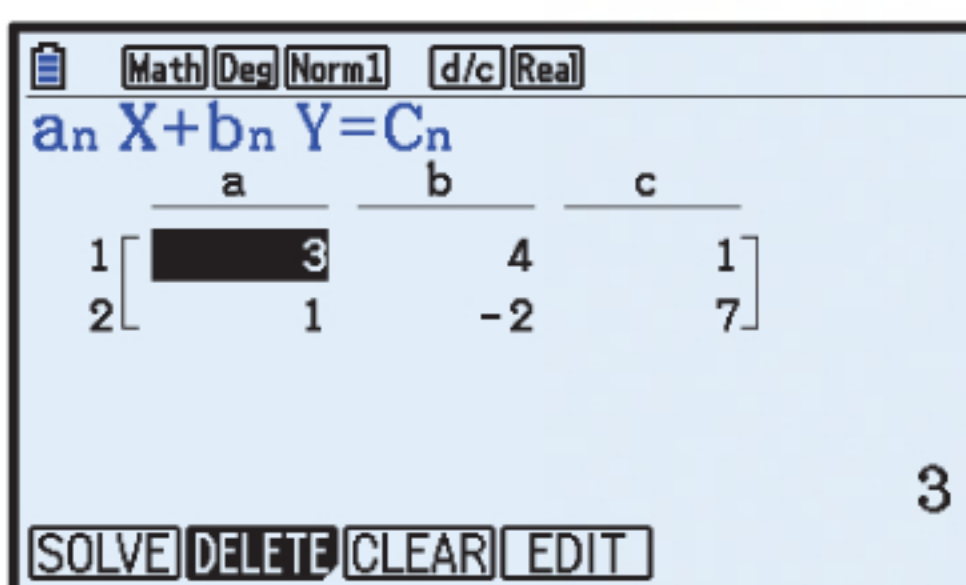 Math Deg Norm1 d/c Real
an X+bn Y=Cn
a b c
1 3 4 1
2 1 -2 7
3
SOLVE DELETE CLEAR EDIT